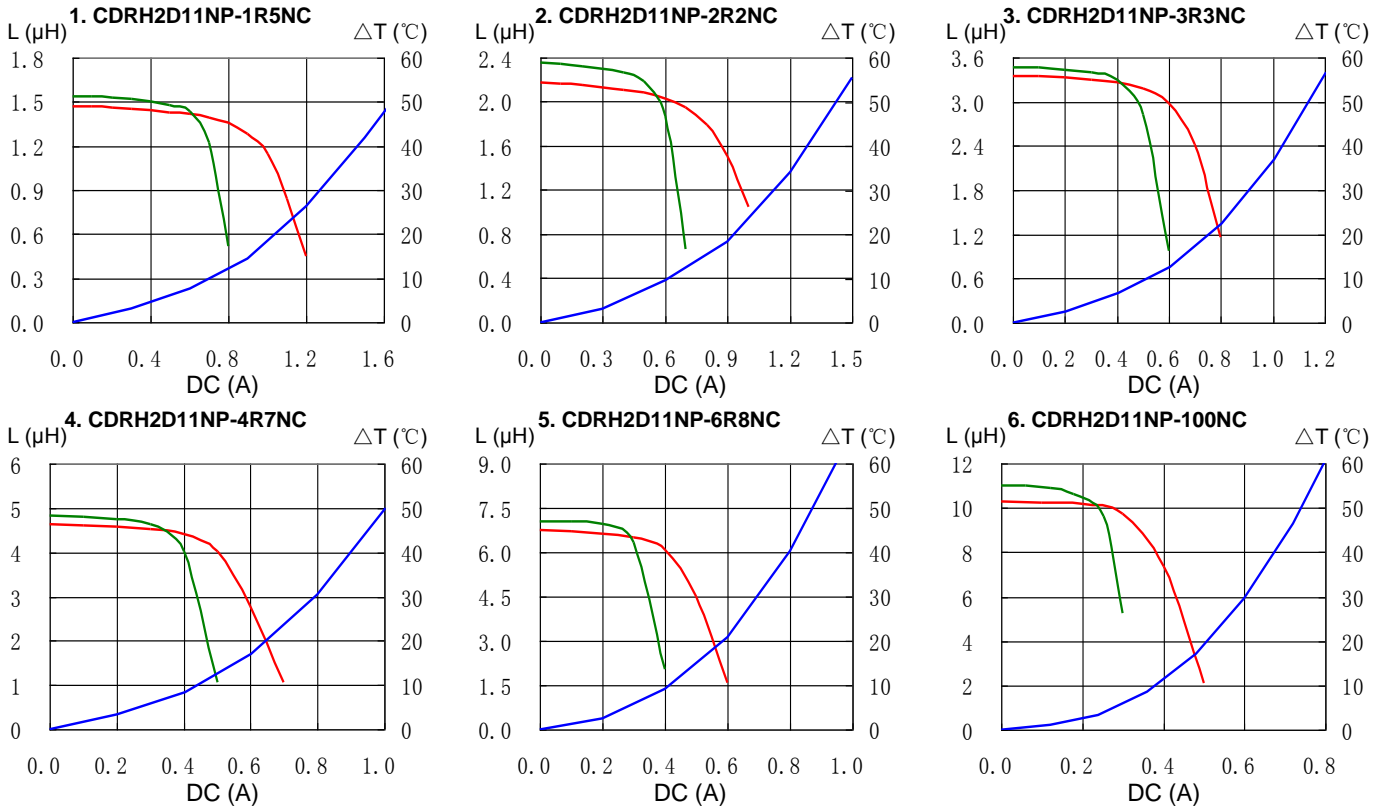 1. CDRH2D11NP-1R5NC
L (µH) △T (℃)
1.8 60
1.5 50
1.2 40
0.9 30
0.6 20
0.3 10
0.0 0
0.0 0.4 0.8 1.2 1.6
DC (A)
2. CDRH2D11NP-2R2NC
L (µH) △T (℃)
2.4 60
2.0 50
1.6 40
1.2 30
0.8 20
0.4 10
0.0 0
0.0 0.3 0.6 0.9 1.2 1.5
DC (A)
3. CDRH2D11NP-3R3NC
L (µH) △T (℃)
3.6 60
3.0 50
2.4 40
1.8 30
1.2 20
0.6 10
0.0 0
0.0 0.2 0.4 0.6 0.8 1.0 1.2
DC (A)
4. CDRH2D11NP-4R7NC
L (µH) △T (℃)
6 60
5 50
4 40
3 30
2 20
1 10
0 0
0.0 0.2 0.4 0.6 0.8 1.0
DC (A)
5. CDRH2D11NP-6R8NC
L (µH) △T (℃)
9.0 60
7.5 50
6.0 40
4.5 30
3.0 20
1.5 10
0.0 0
0.0 0.2 0.4 0.6 0.8 1.0
DC (A)
6. CDRH2D11NP-100NC
L (µH) △T (℃)
12 60
10 50
8 40
6 30
4 20
2 10
0 0
0.0 0.2 0.4 0.6 0.8
DC (A)